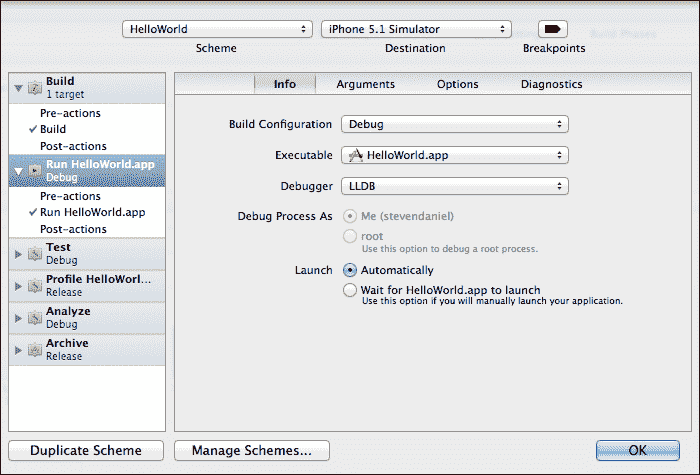 HelloWorld
iPhone 5.1 Simulator
Scheme
Destination
Breakpoints
Build
1 target
Pre-actions
Build
Post-actions
Run HelloWorld.app
Debug
Pre-actions
Run HelloWorld.app
Post-actions
Test
Debug
Profile HelloWorl...
Release
Analyze
Debug
Archive
Release
Info
Arguments
Options
Diagnostics
Build Configuration
Debug
Executable
HelloWorld.app
Debugger
LLDB
Debug Process As
Me (stevendaniel)
root
Use this option to debug a root process.
Launch
Automatically
Wait for HelloWorld.app to launch
Use this option if you will manually launch your application.
Duplicate Scheme
Manage Schemes...
OK